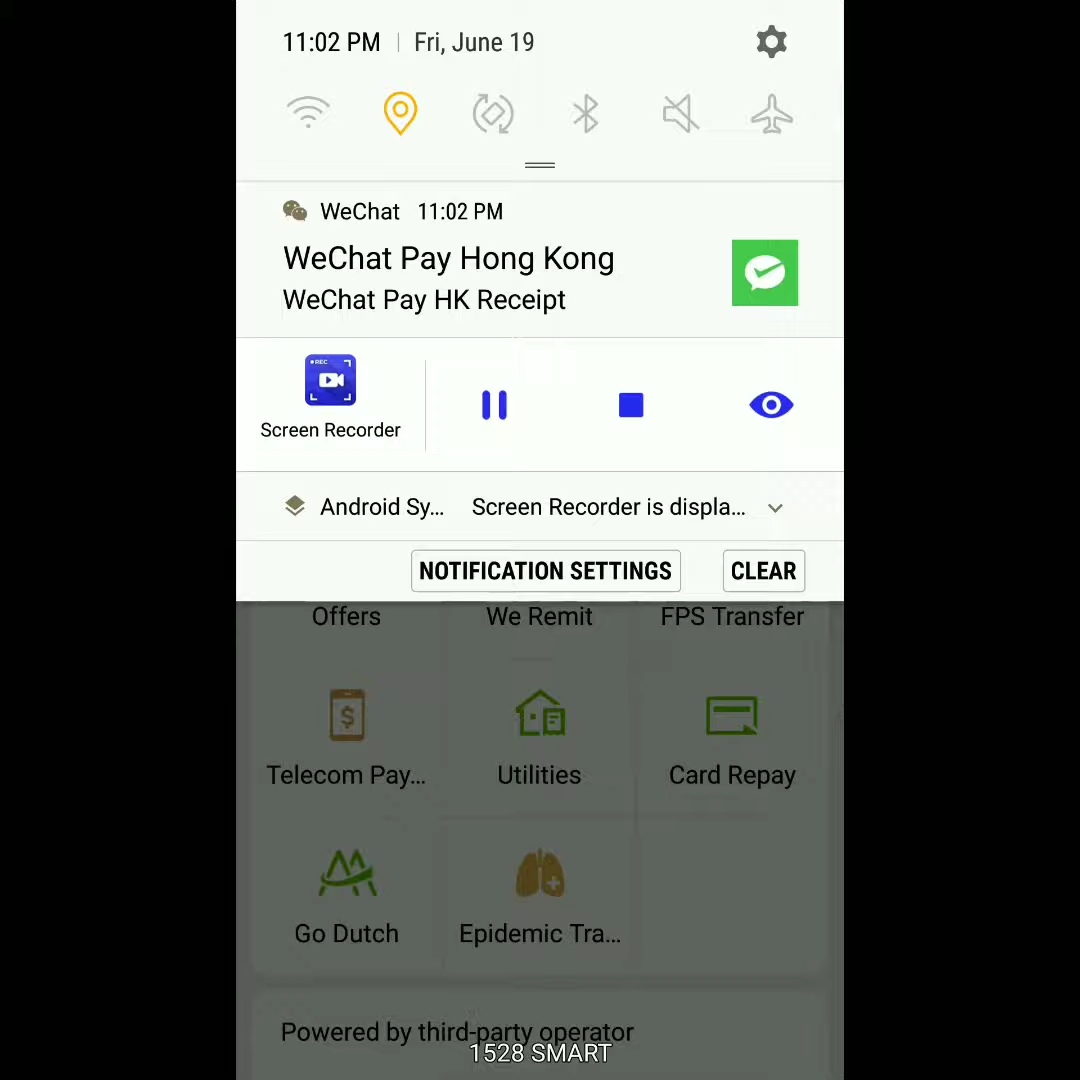 11:02 PM | Fri, June 19
WeChat 11:02 PM
WeChat Pay Hong Kong
WeChat Pay HK Receipt
REC
Screen Recorder
Android Sy... Screen Recorder is displa...
NOTIFICATION SETTINGS CLEAR
Offers We Remit FPS Transfer
$
Telecom Pay... Utilities Card Repay
Go Dutch Epidemic Tra...
Powered by third-party operator
1528 SMART